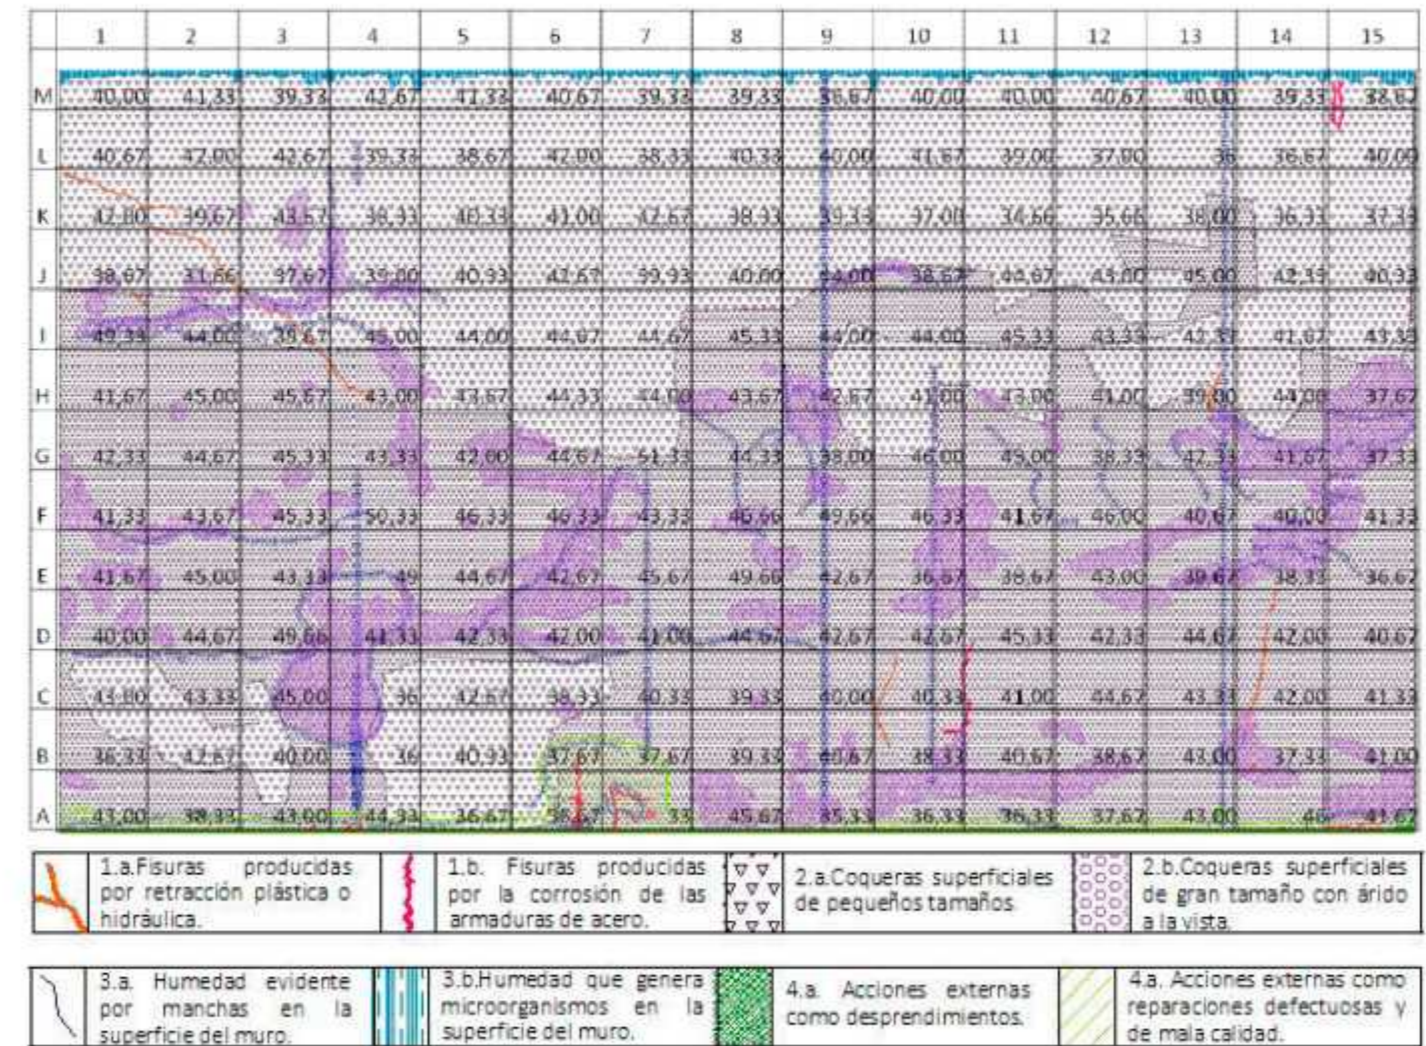 1 2 3 4 5 6 7 8 9 10 11 12 13 14 15
M 40,00 41,33 39,33 42,67 41,33 40,67 39,33 39,33 36,67 40,00 40,00 40,67 40,00 39,33 38,67
L 40,67 42,00 42,67 39,33 38,67 42,00 38,33 40,33 40,00 41,67 39,00 37,00 36 36,67 40,00
K 42,00 39,67 43,67 38,33 40,33 41,00 42,67 38,33 39,33 37,00 34,66 35,66 38,00 36,33 37,33
J 38,67 31,66 37,67 39,00 40,33 42,67 39,33 40,00 44,00 38,67 44,67 43,00 45,00 42,33 40,33
I 49,33 44,00 39,67 45,00 44,00 44,67 44,67 45,33 44,00 44,00 45,33 43,33 42,33 41,67 43,33
H 41,67 45,00 45,67 43,00 43,67 44,33 44,00 43,67 42,67 41,00 43,00 41,00 39,00 44,00 37,67
G 42,33 44,67 45,33 43,33 42,00 44,67 51,33 44,33 38,00 46,00 45,00 38,33 42,33 41,67 37,33
F 41,33 43,67 45,33 50,33 46,33 46,33 43,33 46,66 49,66 46,33 41,67 46,00 40,67 40,00 41,33
E 41,67 45,00 43,33 49 44,67 42,67 45,67 49,66 42,67 36,67 38,67 43,00 39,67 38,33 36,67
D 40,00 44,67 49,66 41,33 42,33 42,00 41,00 44,67 42,67 42,67 45,33 42,33 44,67 42,00 40,67
C 43,00 43,33 45,00 36 42,67 38,33 40,33 39,33 40,00 40,33 41,00 44,67 43,33 42,00 41,33
B 36,33 42,67 40,00 36 40,93 37,67 37,67 39,33 40,67 38,33 40,67 38,67 43,00 37,33 41,00
A 43,00 38,33 43,00 44,33 36,67 36,67 33 45,67 35,33 36,33 36,33 37,67 43,00 46 41,67
1.a.Fisuras producidas
por retracción plástica o
hidráulica.
1.b. Fisuras producidas
por la corrosión de las
armaduras de acero.
2.a.Coqueras superficiales
de pequeños tamaños.
2.b.Coqueras superficiales
de gran tamaño con árido
a la vista.
3.a. Humedad evidente
por manchas en la
superficie del muro.
3.b.Humedad que genera
microorganismos en la
superficie del muro.
4.a. Acciones externas
como desprendimientos.
4.a. Acciones externas como
reparaciones defectuosas y
de mala calidad.